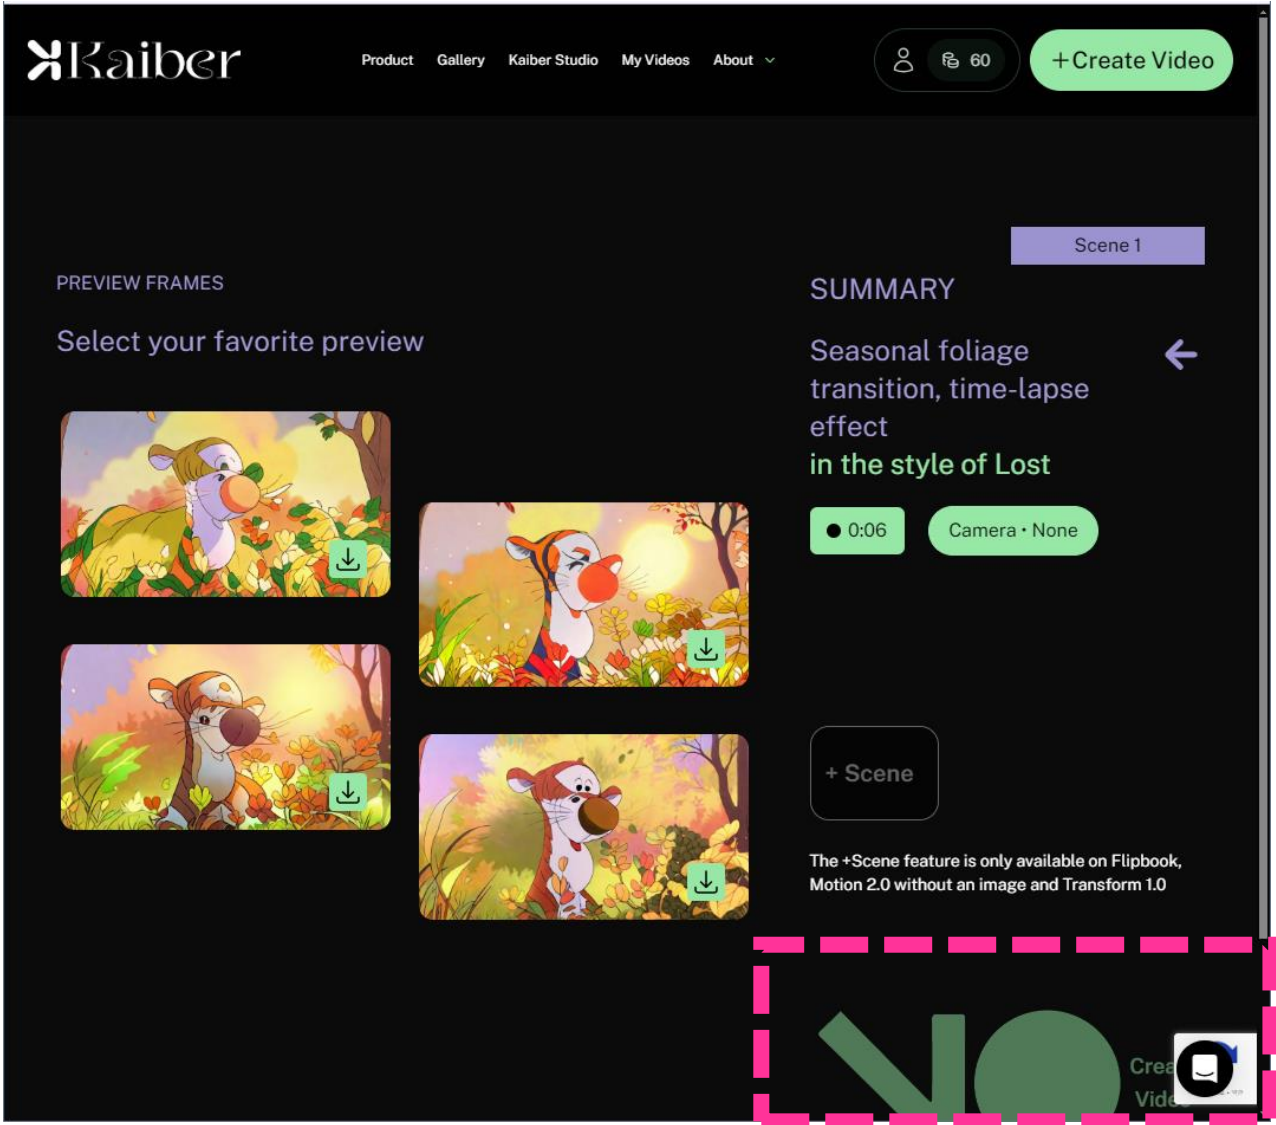 Kaiber
Product
Gallery
Kaiber Studio
My Videos
About
60
+Create Video
Scene 1
PREVIEW FRAMES
Select your favorite preview
SUMMARY
Seasonal foliage
transition, time-lapse
effect
in the style of Lost
0:06
Camera • None
+ Scene
The +Scene feature is only available on Flipbook,
Motion 2.0 without an image and Transform 1.0
Crea
Vide